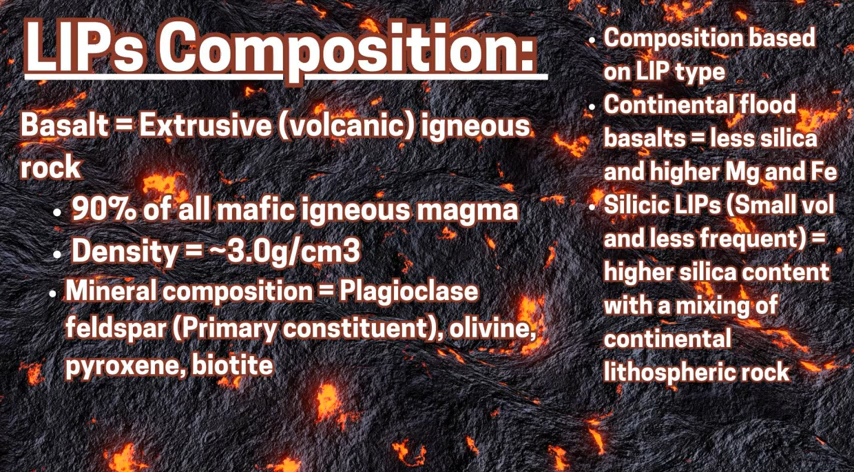 LIPs Composition:
Basalt = Extrusive (volcanic) igneous
rock
• 90% of all mafic igneous magma
• Density = ~3.0g/cm3
• Mineral composition = Plagioclase
feldspar (Primary constituent), olivine,
pyroxene, biotite
• Composition based
on LIP type
• Continental flood
basalts = less silica
and higher Mg and Fe
• Silicic LIPs (Small vol
and less frequent) =
higher silica content
with a mixing of
continental
lithospheric rock